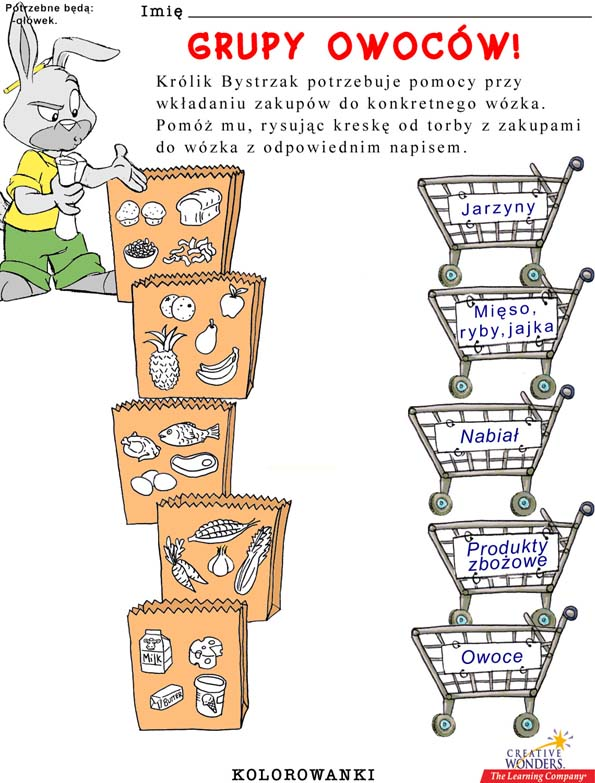 Potrzebne będą:
-ołówek.
Imię
GRUPY OWOCÓW!
Królik Bystrzak potrzebuje pomocy przy
wkładaniu zakupów do konkretnego wózka.
Pomóż mu, rysując kreskę od torby z zakupami
do wózka z odpowiednim napisem.
Jarzyny
Mięso,
ryby,jajka
Nabiał
Produkty
zbożowe
Owoce
Milk
BUTTER
CREATIVE
WONDERS.
The Learning Company®
KOLOROWANKI